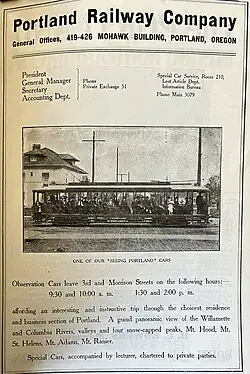 Portland Railway Company
General Offices, 419-426 MOHAWK BUILDING, PORTLAND, OREGON
President
General Manager
Secretary
Accounting Dept.
Phone
Private Exchange 51
Special Car Service, Room 210,
Lost Article Dept.
Information Bureau
Phone Main 3079
ONE OF OUR "SEEING PORTLAND" CARS
Observation Cars leave 3rd and Morrison Streets on the following hours:—
9:30 and 10:00 a. m. 1:30 and 2:00 p. m.
affording an interesting and instructive trip through the choicest residence
and business section of Portland. A grand panoramic view of the Willamette
and Columbia Rivers, valleys and four snow-capped peaks, Mt. Hood, Mt.
St. Helens, Mt. Adams, Mt. Ranier.
Special Cars, accompanied by lecturer, chartered to private parties.